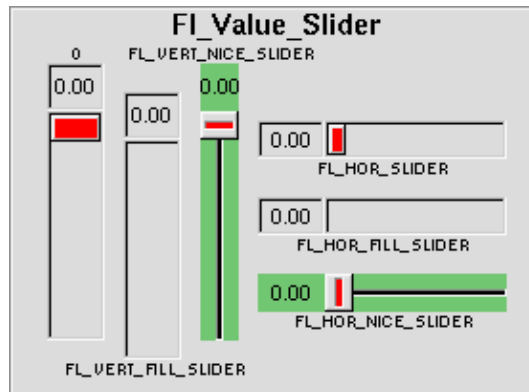 Fl_Value_Slider
0
FL_VERT_NICE_SLIDER
0.00
0.00
0.00
0.00
FL_HOR_SLIDER
0.00
FL_HOR_FILL_SLIDER
0.00
FL_HOR_NICE_SLIDER
FL_VERT_FILL_SLIDER